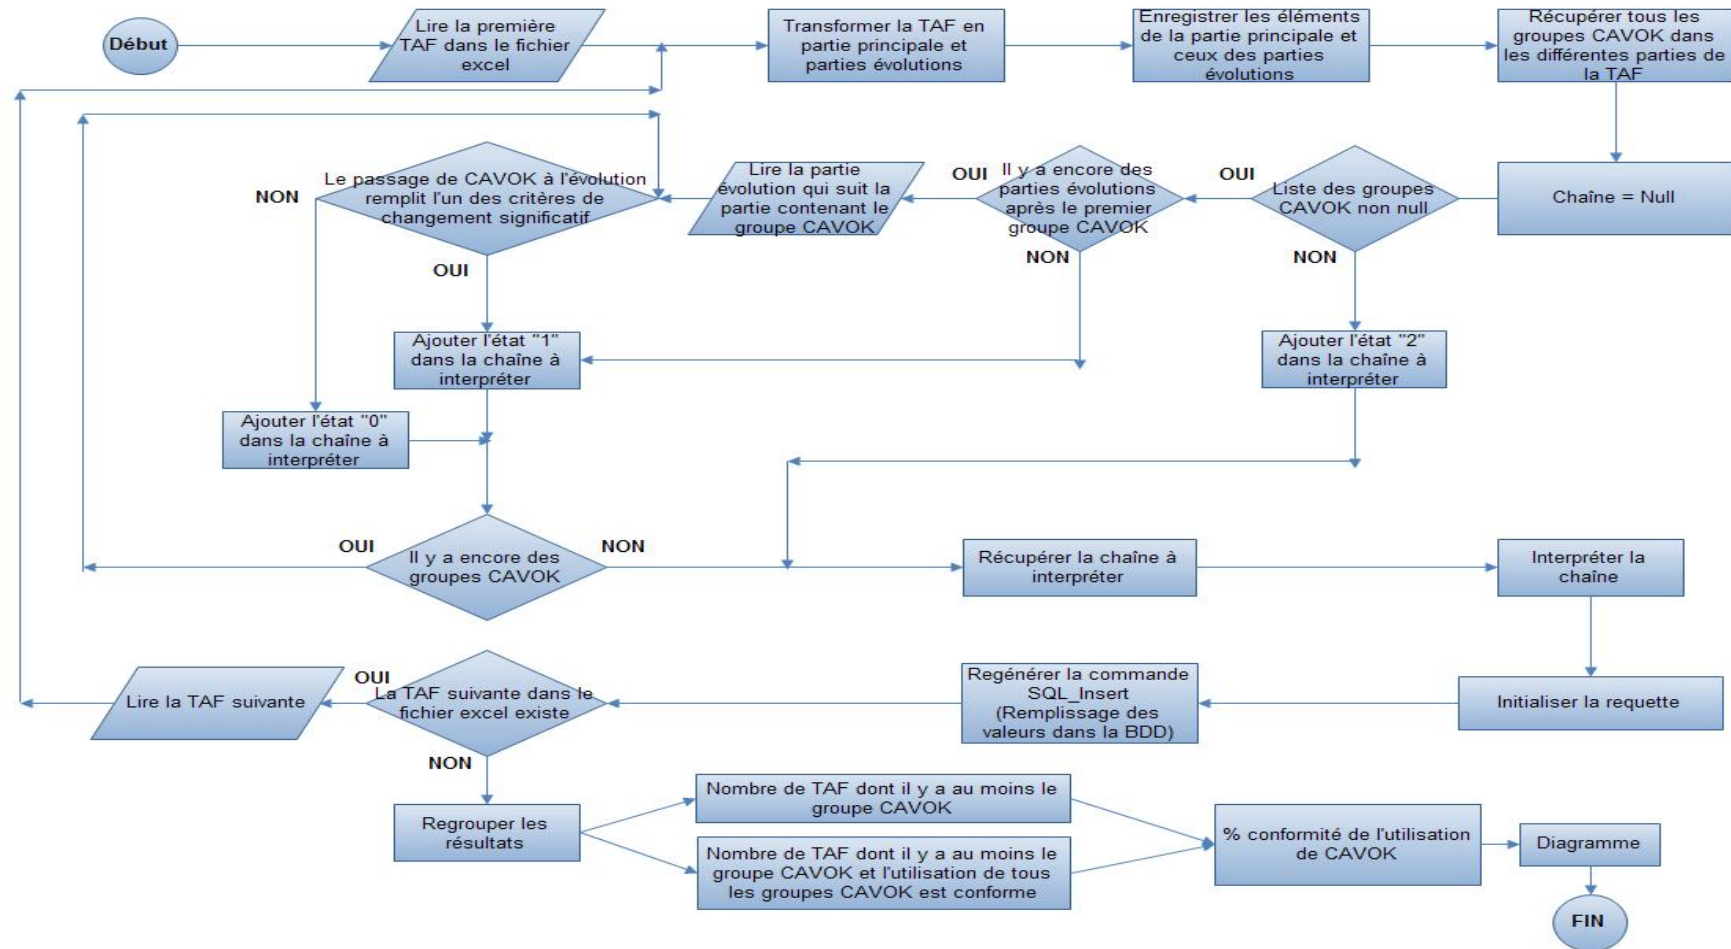 Début
Lire la première
TAF dans le fichier
excel
Transformer la TAF en
partie principale et
parties évolutions
Enregistrer les éléments
de la partie principale et
ceux des parties
évolutions
Récupérer tous les
groupes CAVOK dans
les différentes parties de
la TAF
NON
Le passage de CAVOK à l'évolution
remplit l'un des critères de
changement significatif
OUI
Lire la partie
évolution qui suit la
partie contenant le
groupe CAVOK
OUI
Il y a encore des
parties évolutions
après le premier
groupe CAVOK
NON
OUI
Liste des groupes
CAVOK non null
NON
Chaîne = Null
Ajouter l'état "1"
dans la chaîne à
interpréter
Ajouter l'état "2"
dans la chaîne à
interpréter
Ajouter l'état "0"
dans la chaîne à
interpréter
OUI
Il y a encore des
groupes CAVOK
NON
Récupérer la chaîne à
interpréter
Interpréter la
chaîne
Lire la TAF suivante
OUI
La TAF suivante dans le
fichier excel existe
NON
Regénérer la commande
SQL_Insert
(Remplissage des
valeurs dans la BDD)
Initialiser la requette
Regrouper les
résultats
Nombre de TAF dont il y a au moins le
groupe CAVOK
Nombre de TAF dont il y a au moins le
groupe CAVOK et l'utilisation de tous
les groupes CAVOK est conforme
% conformité de l'utilisation
de CAVOK
Diagramme
FIN